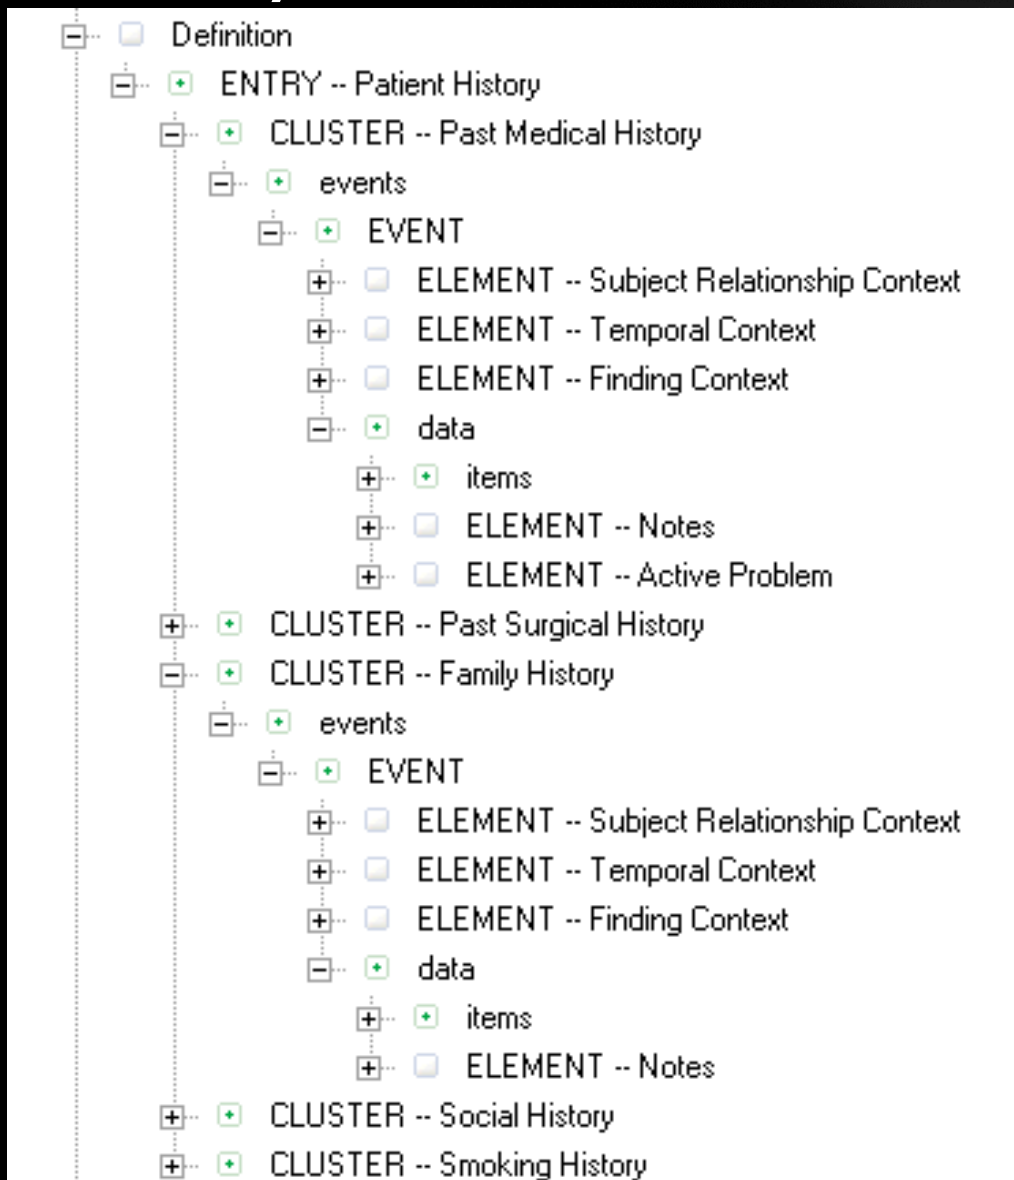 Definition
ENTRY -- Patient History
CLUSTER -- Past Medical History
events
EVENT
ELEMENT -- Subject Relationship Context
ELEMENT -- Temporal Context
ELEMENT -- Finding Context
data
items
ELEMENT -- Notes
ELEMENT -- Active Problem
CLUSTER -- Past Surgical History
CLUSTER -- Family History
events
EVENT
ELEMENT -- Subject Relationship Context
ELEMENT -- Temporal Context
ELEMENT -- Finding Context
data
items
ELEMENT -- Notes
CLUSTER -- Social History
CLUSTER -- Smoking History